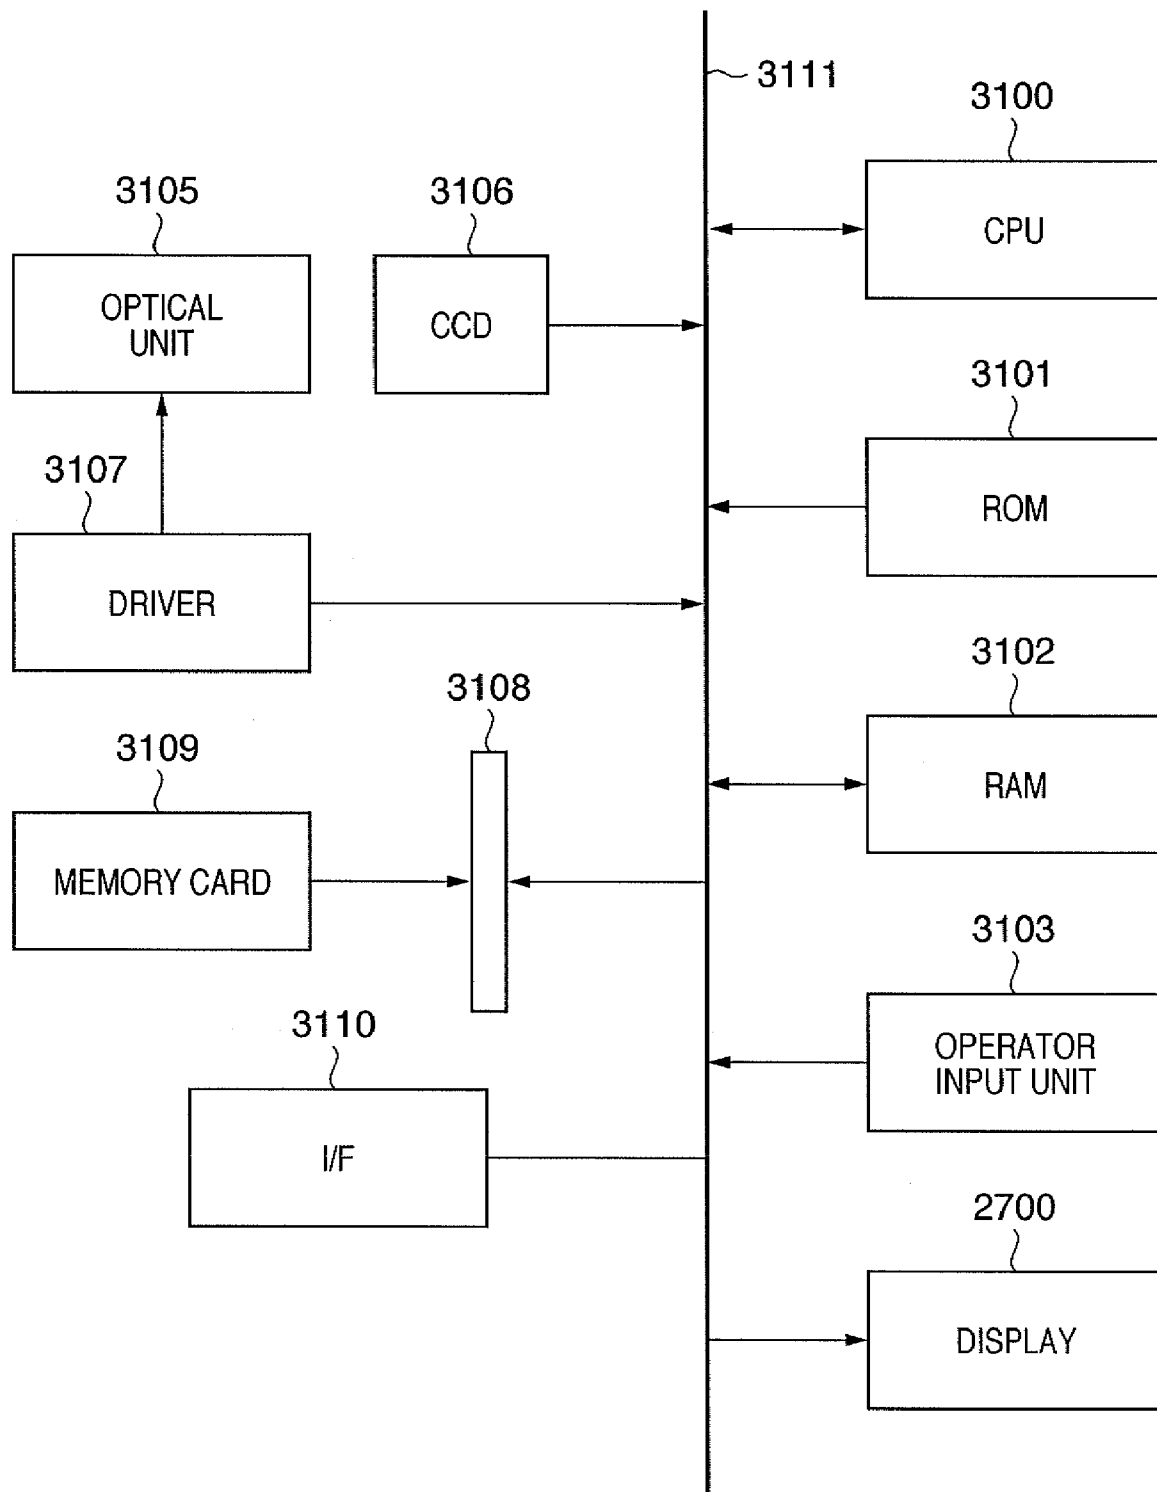 3111
3100
CPU
3105
OPTICAL
UNIT
3106
CCD
3101
ROM
3107
DRIVER
3102
RAM
3108
3109
MEMORY CARD
3103
OPERATOR
INPUT UNIT
3110
I/F
2700
DISPLAY